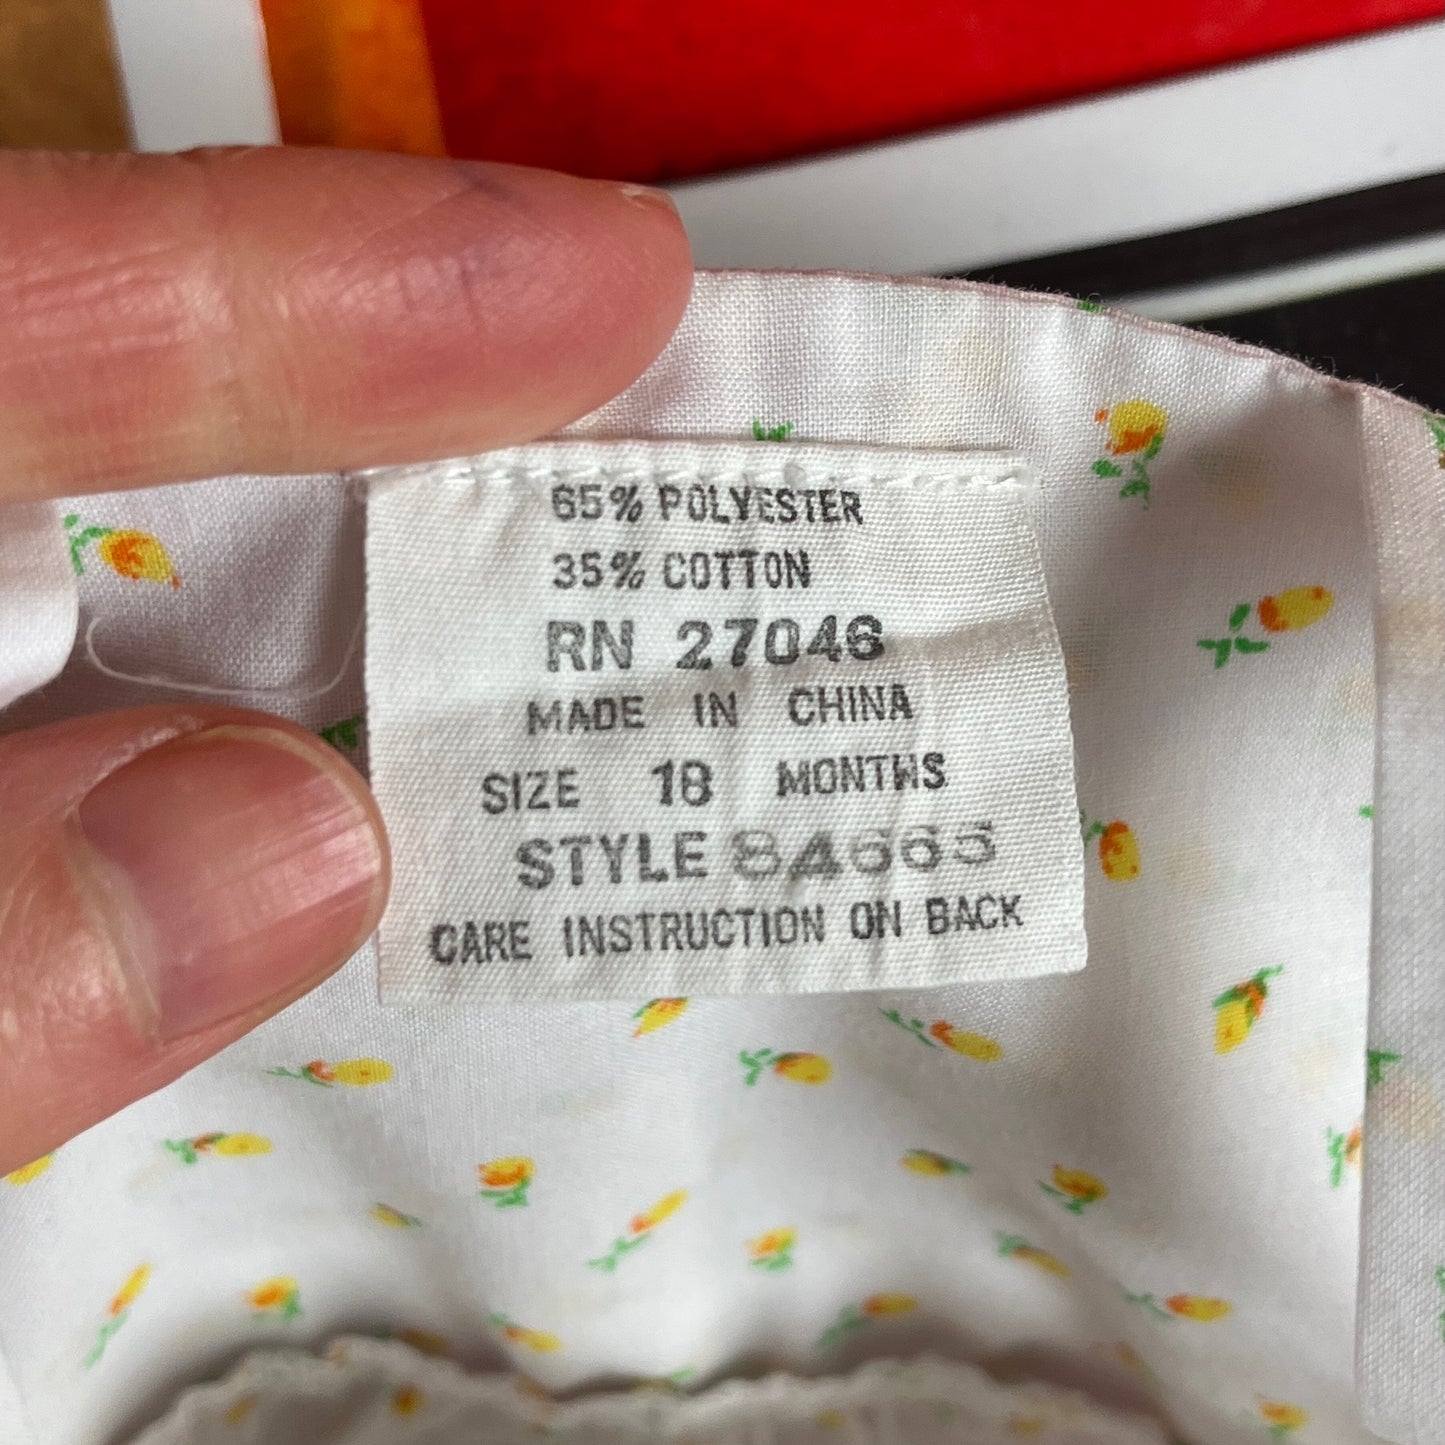 65% POLYESTER
35% COTTON
RN 27046
MADE IN CHINA
SIZE 18 MONTHS
STYLE 84665
CARE INSTRUCTION ON BACK